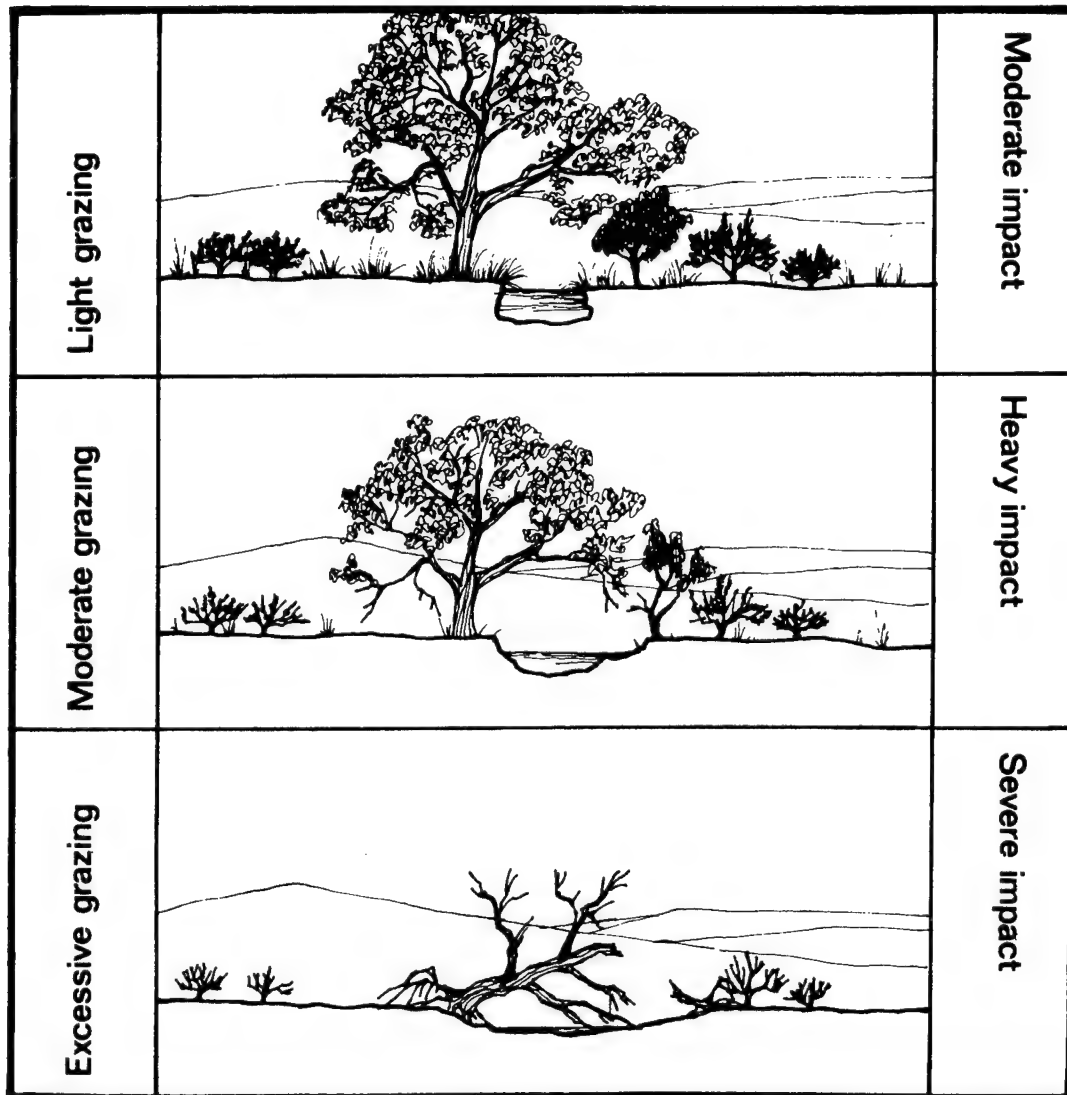 Light grazing
Moderate impact
Moderate grazing
Heavy impact
Excessive grazing
Severe impact